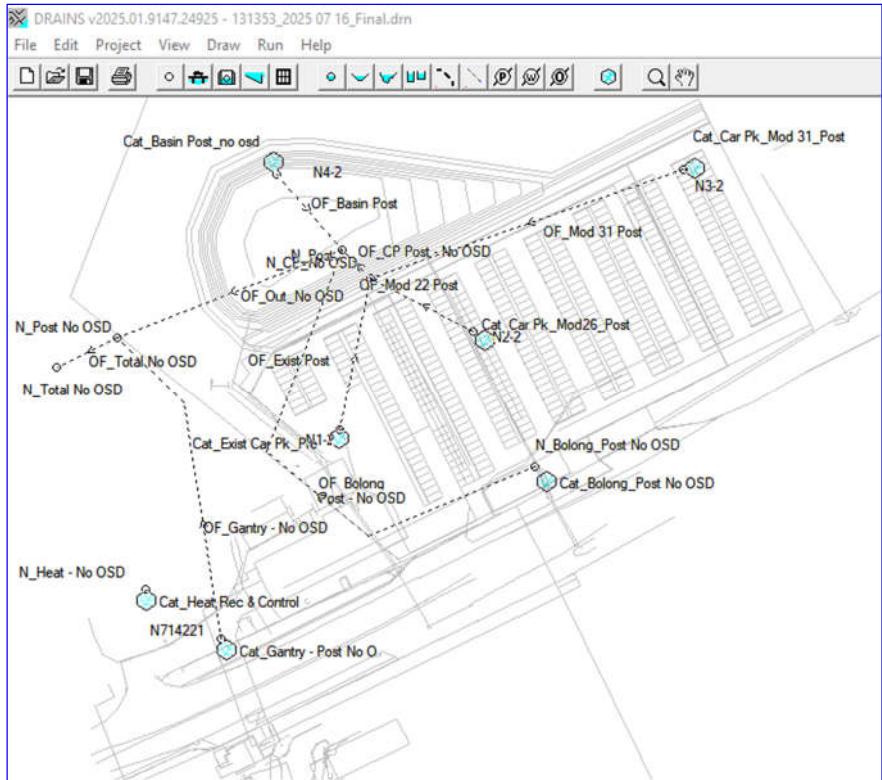 DRAINS v2025.01.9147.24925 - 131353_2025 07 16_Final.drn
File Edit Project View Draw Run Help
Cat_Basin Post_no osd
Cat_Car Pk_Mod 31_Post
N4-2
N3-2
OF_Basin Post
OF_Mod 31 Post
N_Post
OF_CP Post - No OSD
OF_Mod 22 Post
OF_Out_No OSD
N_Post No OSD
Cat_Car Pk_Mod26_Post
N2-2
OF_Total No OSD
OF_Exist Post
N_Total No OSD
Cat_Exist Car Pk
N_Bolong_Post No OSD
OF_Bolong
Post - No OSD
Cat_Bolong_Post No OSD
OF_Gantry - No OSD
N_Heat - No OSD
Cat_Heat Rec & Control
N714221
Cat_Gantry - Post No O